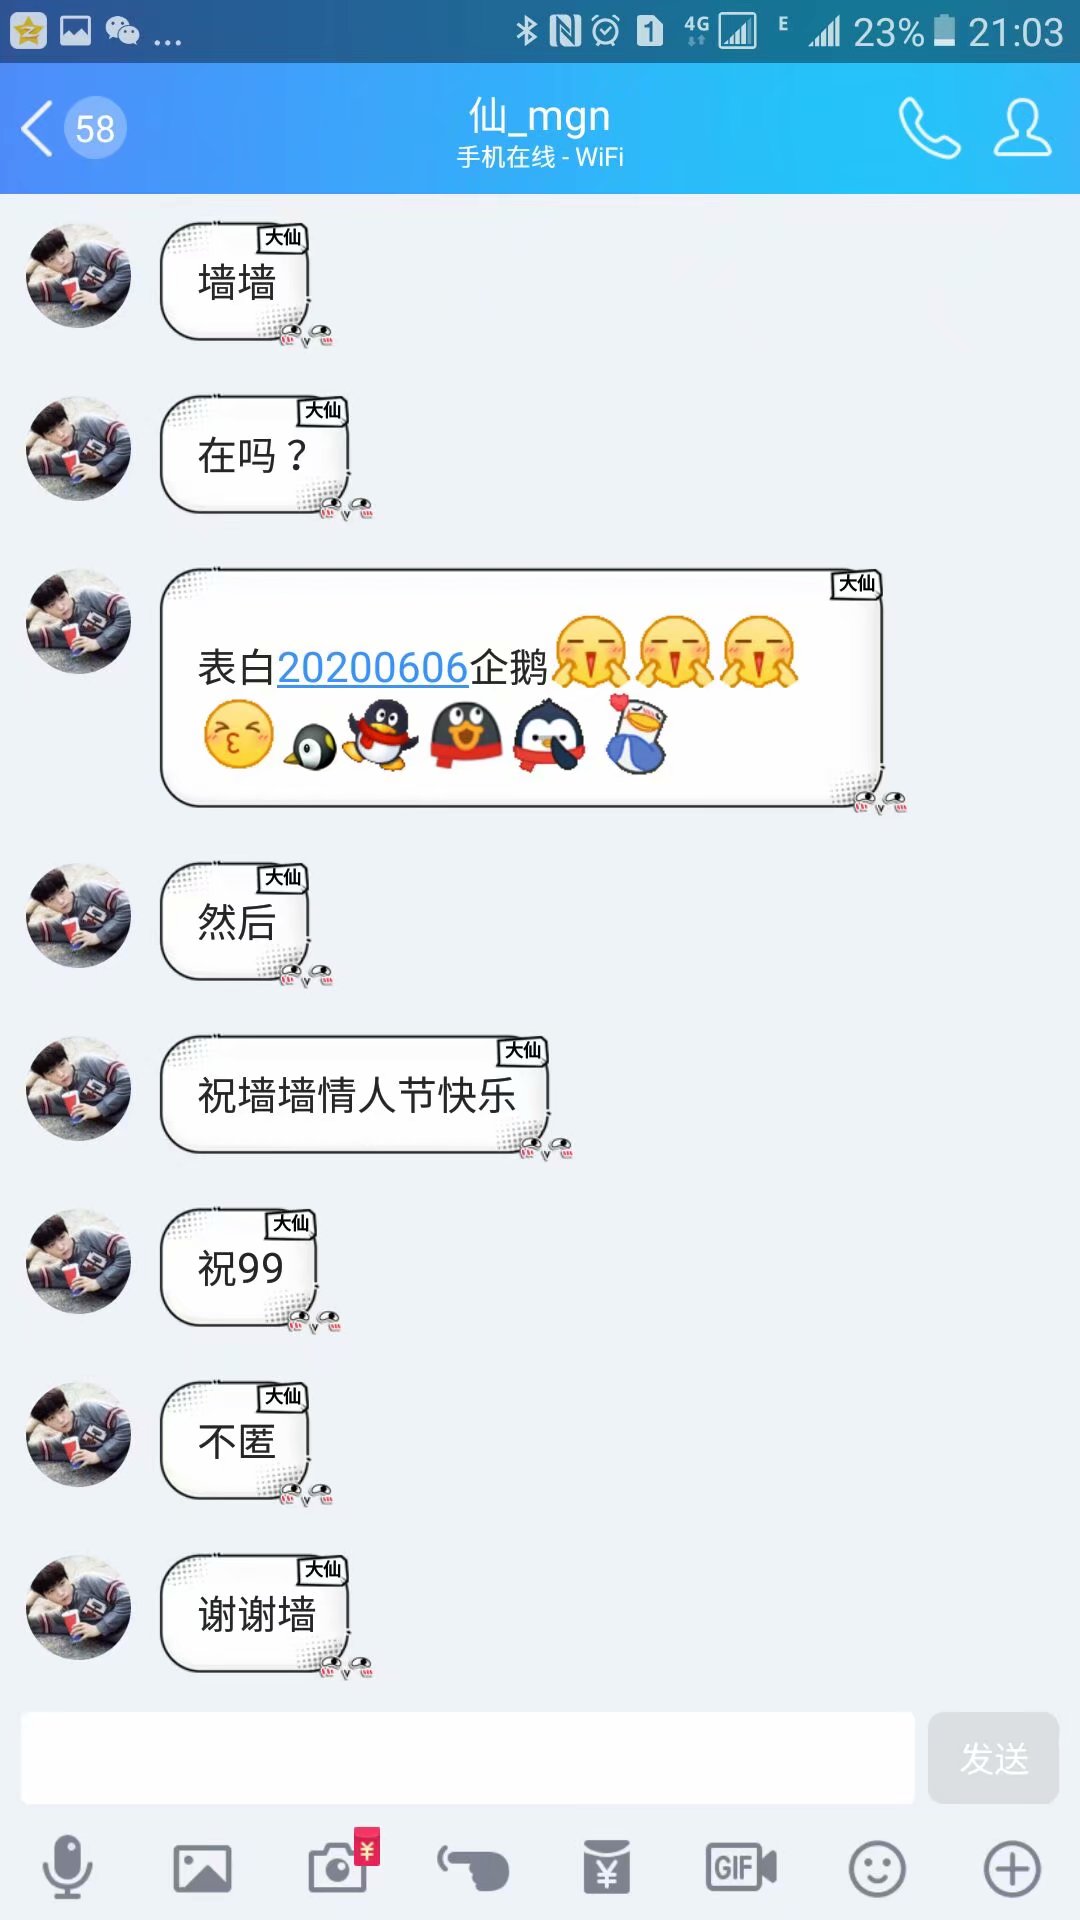 ... 1 4G E 23% 21:03
58
仙_mgn
手机在线 - WiFi
大仙
墙墙
大仙
在吗？
大仙
表白20200606企鹅
大仙
然后
大仙
祝墙墙情人节快乐
大仙
祝99
大仙
不匿
大仙
谢谢墙
发送
¥
¥
GIF